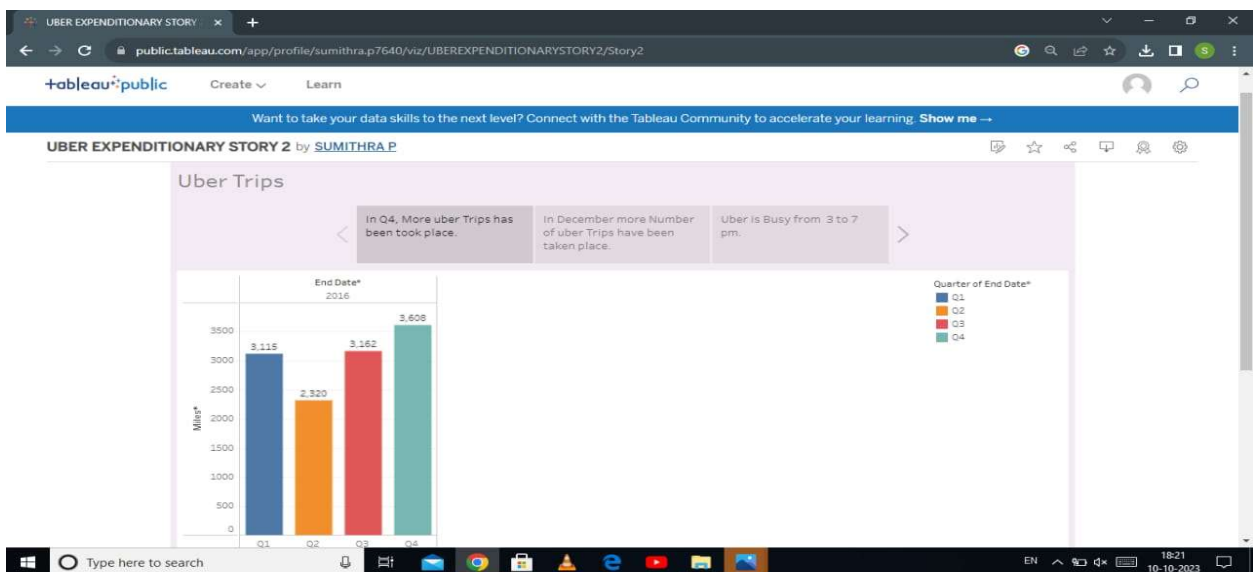 UBER EXPENDITIONARY STORY
public.tableau.com/app/profile/sumithra.p7640/viz/UBEREXPENDITIONARYSTORY2/Story2
+ableau public
Create
Learn
Want to take your data skills to the next level? Connect with the Tableau Community to accelerate your learning. Show me →
UBER EXPENDITIONARY STORY 2 by SUMITHRA P
Uber Trips
In Q4, More uber Trips has
been took place.
In December more Number
of uber Trips have been
taken place.
Uber is Busy from 3 to 7
pm.
End Date*
2016
Quarter of End Date*
Q1
Q2
Q3
Q4
Miles*
3500
3000
2500
2000
1500
1000
500
0
3,115
2,320
3,162
3,608
Q1 Q2 Q3 Q4
Type here to search
EN
18:21
10-10-2023